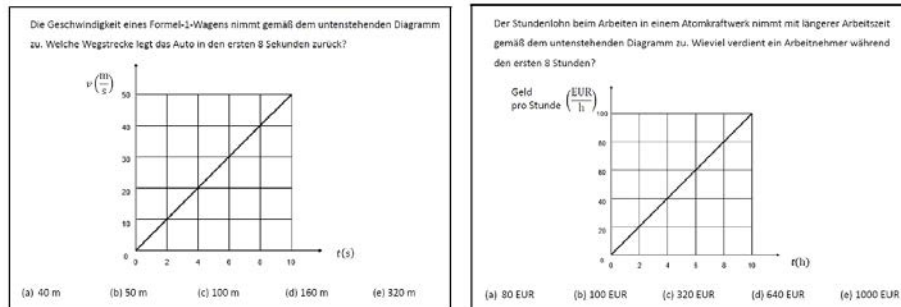 Die Geschwindigkeit eines Formel-1-Wagens nimmt gemäß dem untenstehenden Diagramm
zu. Welche Wegstrecke legt das Auto in den ersten 8 Sekunden zurück?
v (m/s)
50
40
30
20
10
0
0 2 4 6 8 10
t(s)
(a) 40 m (b) 50 m (c) 100 m (d) 160 m (e) 320 m
Der Stundenlohn beim Arbeiten in einem Atomkraftwerk nimmt mit längerer Arbeitszeit
gemäß dem untenstehenden Diagramm zu. Wieviel verdient ein Arbeitnehmer während
den ersten 8 Stunden?
Geld
pro Stunde (EUR/h)
100
80
60
40
20
0
0 2 4 6 8 10
t(h)
(a) 80 EUR (b) 100 EUR (c) 320 EUR (d) 640 EUR (e) 1000 EUR